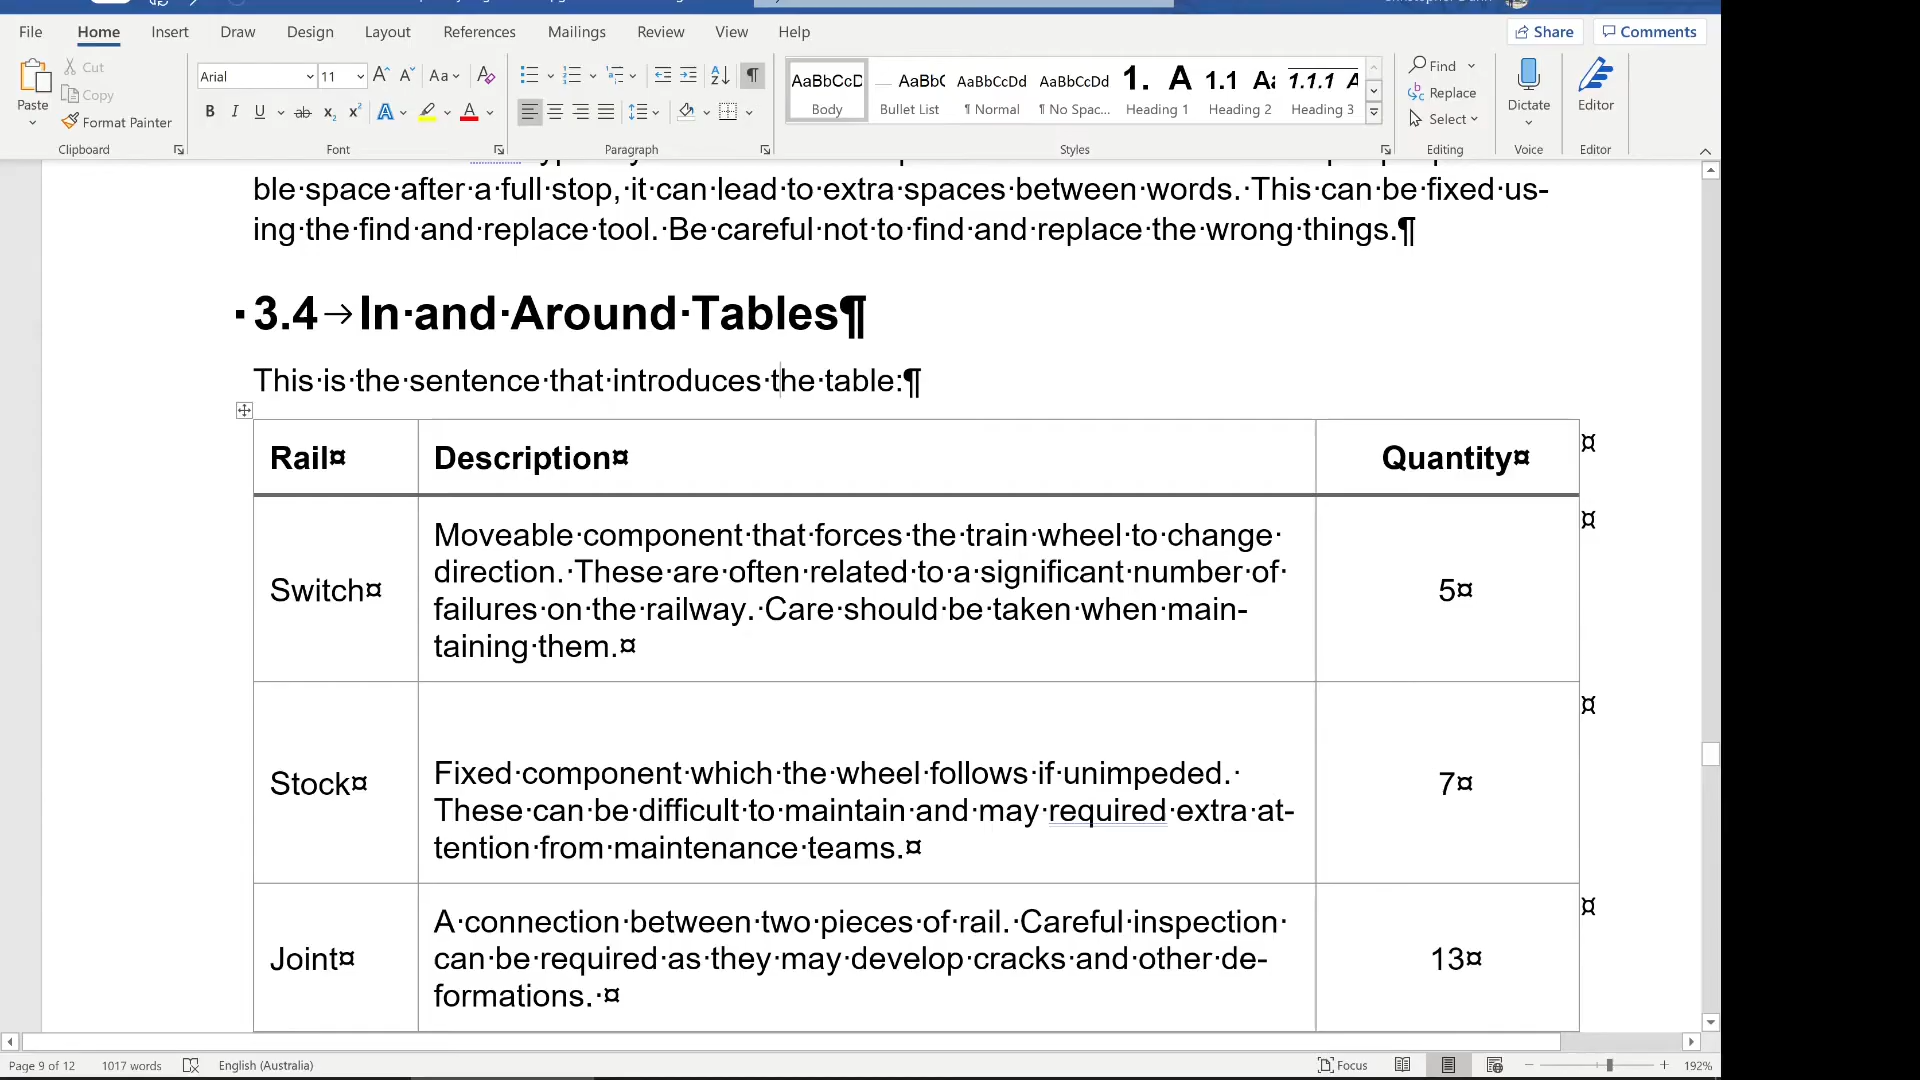 File Home Insert Draw Design Layout References Mailings Review View Help Share Comments
Paste
Cut
Copy
Format Painter
Clipboard
Arial 11
Font
Paragraph
AaBbCcD AaBbC AaBbCcDd AaBbCcDd 1. A 1.1 Aa 1.1.1 A
Body Bullet List ¶ Normal ¶ No Spac... Heading 1 Heading 2 Heading 3
Styles
Find
Replace
Select
Editing
Dictate
Voice
Editor
Editor
ble·space·after·a·full·stop,·it·can·lead·to·extra·spaces·between·words.··This·can·be·fixed·us-
ing·the·find·and·replace·tool.··Be·careful·not·to·find·and·replace·the·wrong·things.¶
▪ 3.4→In·and·Around·Tables¶
This·is·the·sentence·that·introduces·the·table:¶
Rail¤ Description¤ Quantity¤ ¤
Switch¤
Moveable·component·that·forces·the·train·wheel·to·change·
direction.··These·are·often·related·to·a·significant·number·of·
failures·on·the·railway.··Care·should·be·taken·when·main-
taining·them.¤
5¤ ¤
Stock¤
Fixed·component·which·the·wheel·follows·if·unimpeded.··
These·can·be·difficult·to·maintain·and·may·required·extra·at-
tention·from·maintenance·teams.¤
7¤ ¤
Joint¤
A·connection·between·two·pieces·of·rail.··Careful·inspection·
can·be·required·as·they·may·develop·cracks·and·other·de-
formations.··¤
13¤ ¤
Page 9 of 12 1017 words English (Australia) Focus 192%